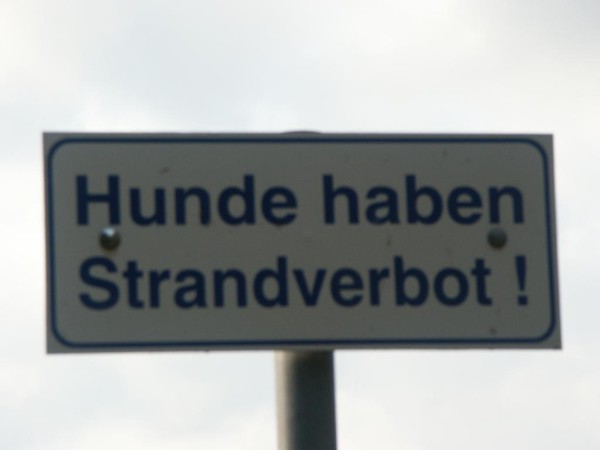 Hunde haben
Strandverbot !